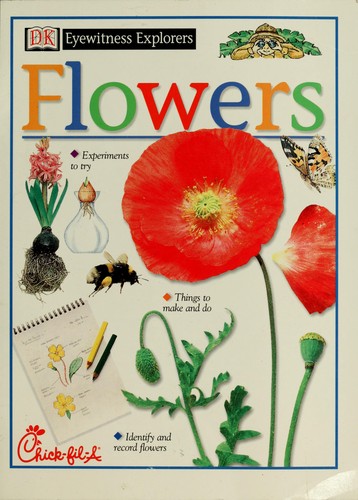 DK Eyewitness Explorers
Flowers
Experiments
to try
Things to
make and do
Identify and
record flowers
Chick-fil-A